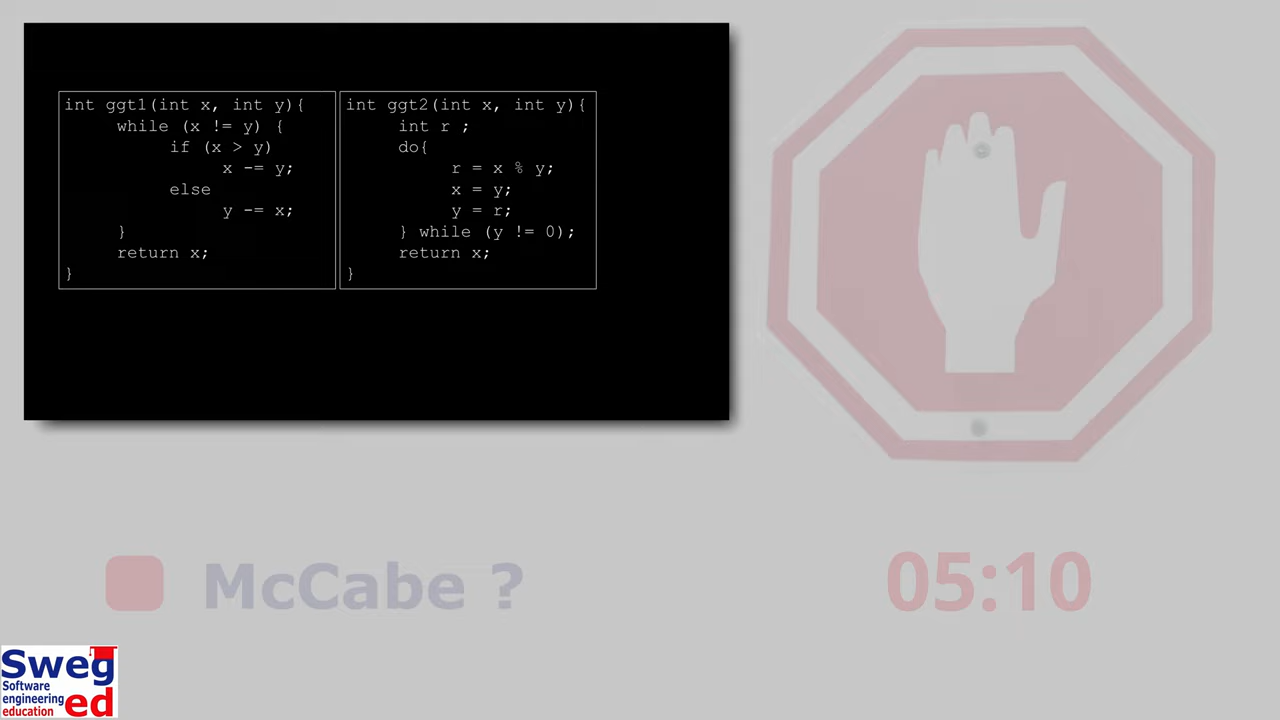 int ggt1(int x, int y){
while (x != y) {
if (x > y)
x -= y;
else
y -= x;
}
return x;
}
int ggt2(int x, int y){
int r ;
do{
r = x % y;
x = y;
y = r;
} while (y != 0);
return x;
}
McCabe ?
05:10
Sweg
Software
engineering
education
ed